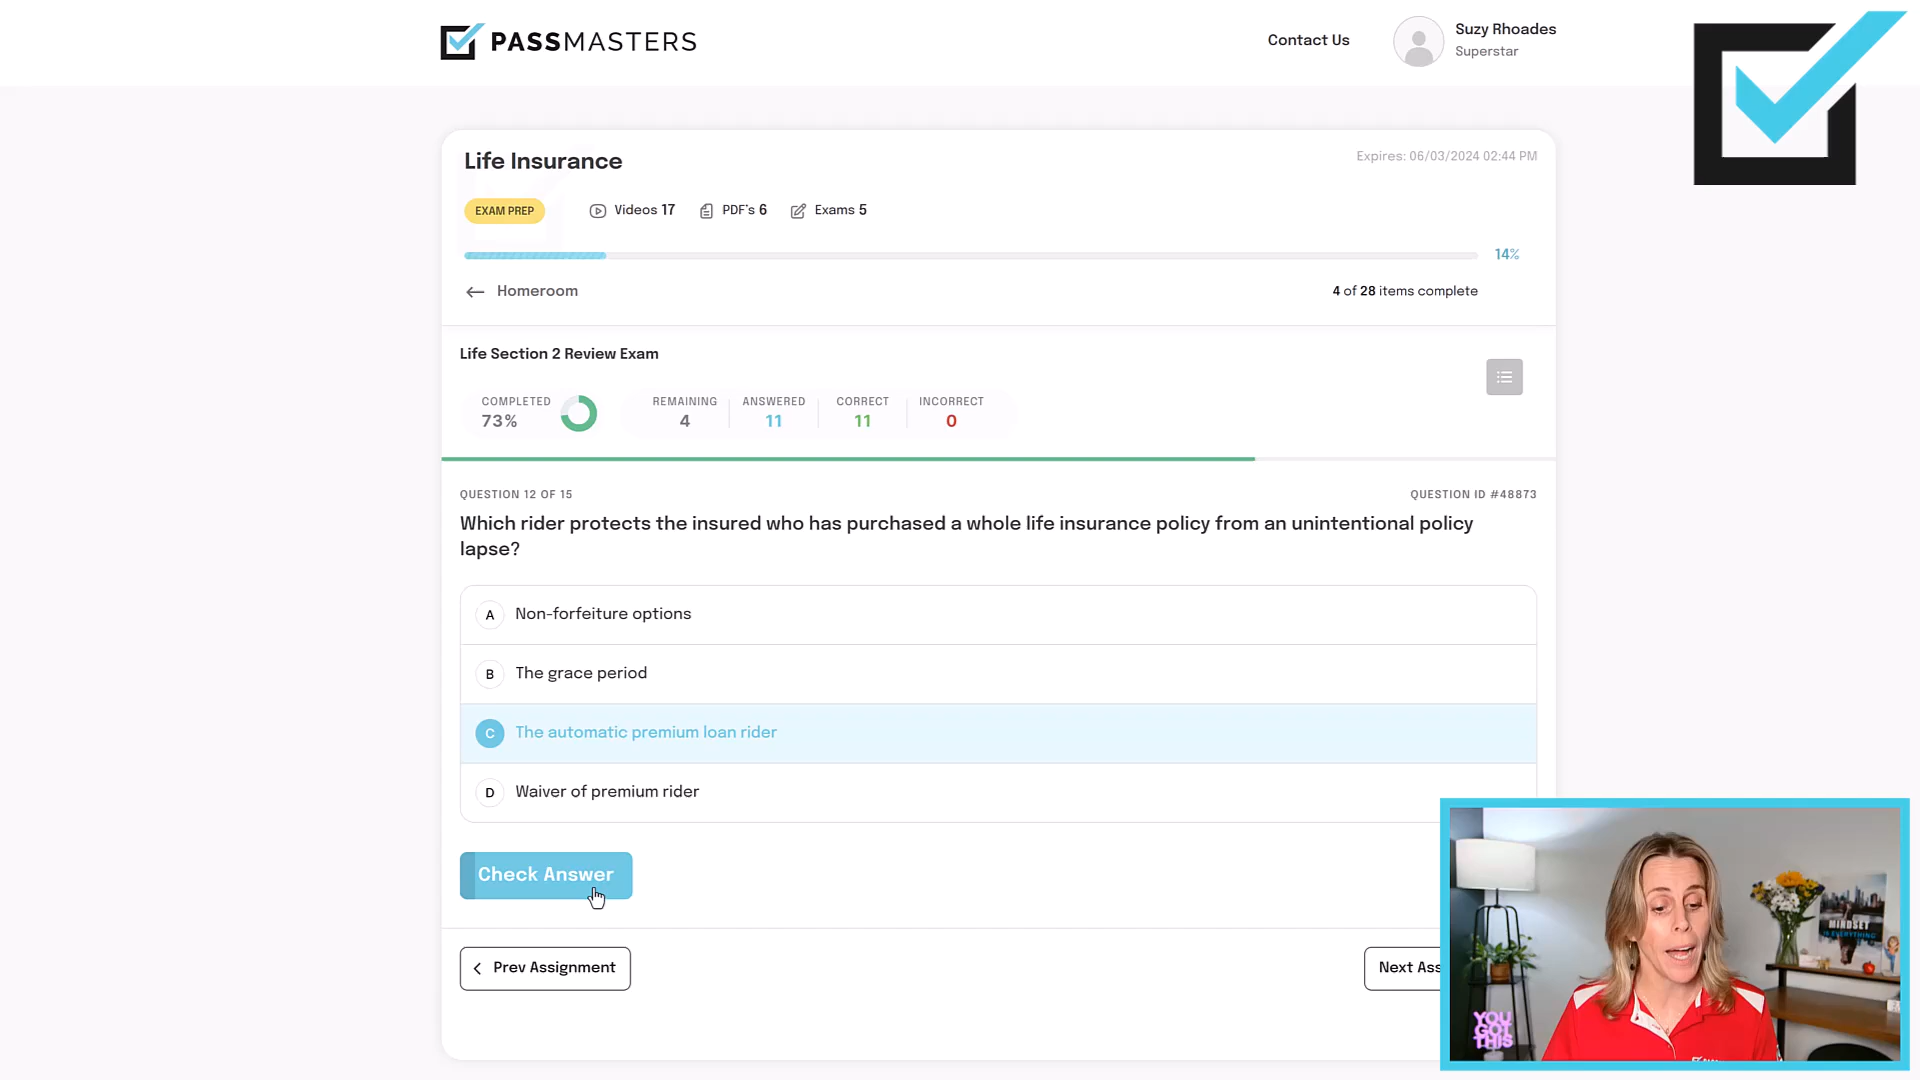 PASSMASTERS
Contact Us
Suzy Rhoades
Superstar
Life Insurance
Expires: 06/03/2024 02:44 PM
EXAM PREP
Videos 17
PDF's 6
Exams 5
14%
Homeroom
4 of 28 items complete
Life Section 2 Review Exam
COMPLETED
73%
REMAINING
4
ANSWERED
11
CORRECT
11
INCORRECT
0
QUESTION 12 OF 15
QUESTION ID #48873
Which rider protects the insured who has purchased a whole life insurance policy from an unintentional policy
lapse?
A Non-forfeiture options
B The grace period
C The automatic premium loan rider
D Waiver of premium rider
Check Answer
Prev Assignment
Next Ass
MINDSET
IS EVERYTHING
YOU
GOT
THIS